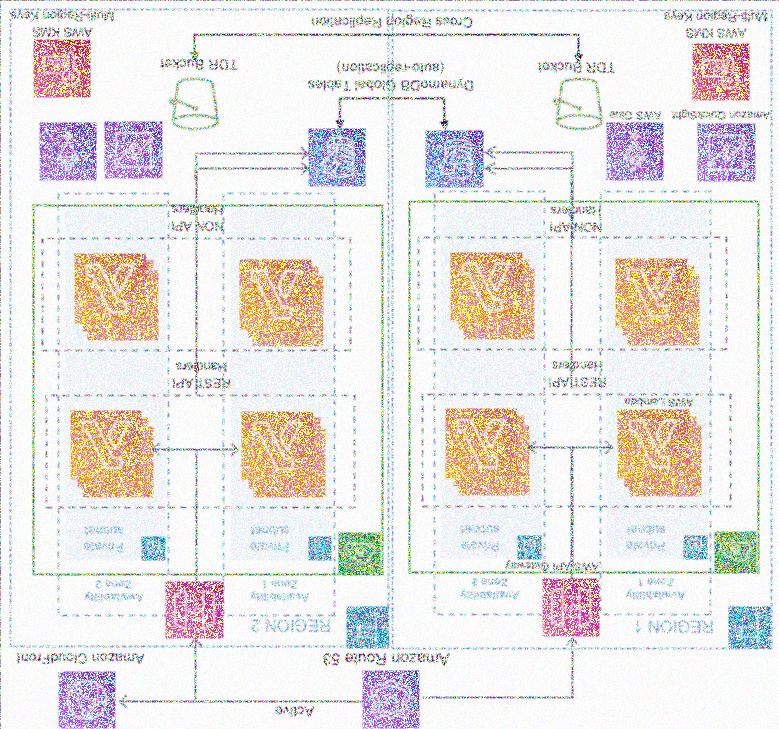 Active
Amazon Route 53
Amazon CloudFront
REGION 1
REGION 2
Availability
Zone 1
Availability
Zone 2
Availability
Zone 1
Availability
Zone 2
AWS API Gateway
Private
subnet
Private
subnet
Private
subnet
Private
subnet
AWS Lambda
REST API
Handlers
REST API
Handlers
NON API
Handlers
NON API
Handlers
Amazon QuickSight
AWS Glue
DynamoDB Global Tables
(auto-replication)
TDR Bucket
TDR Bucket
AWS KMS
Multi-Region Keys
AWS KMS
Multi-Region Keys
Cross Region Replication